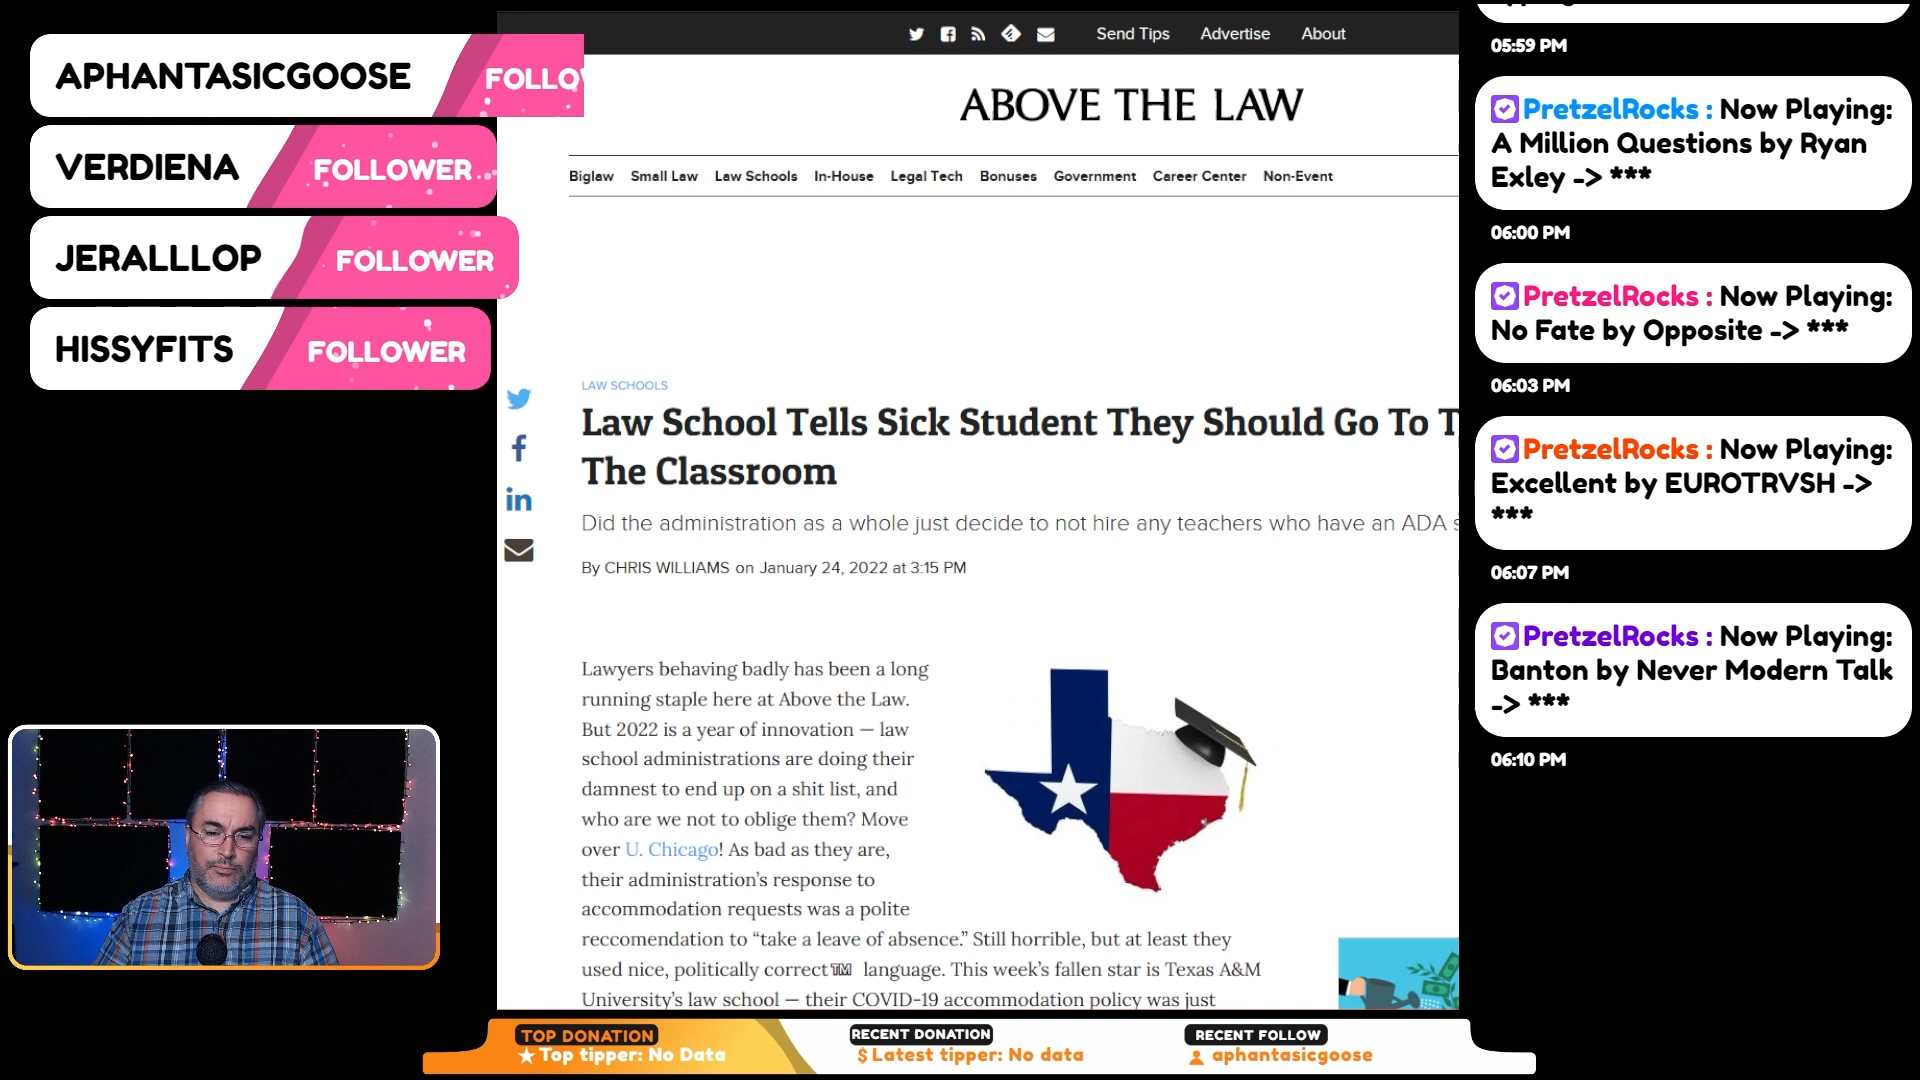 APHANTASICGOOSE
FOLLOW
VERDIENA
FOLLOWER
JERALLLOP
FOLLOWER
HISSYFITS
FOLLOWER
Send Tips Advertise About
ABOVE THE LAW
Biglaw Small Law Law Schools In-House Legal Tech Bonuses Government Career Center Non-Event
LAW SCHOOLS
Law School Tells Sick Student They Should Go To T
The Classroom
Did the administration as a whole just decide to not hire any teachers who have an ADA s
By CHRIS WILLIAMS on January 24, 2022 at 3:15 PM
Lawyers behaving badly has been a long
running staple here at Above the Law.
But 2022 is a year of innovation — law
school administrations are doing their
damnest to end up on a shit list, and
who are we not to oblige them? Move
over U. Chicago! As bad as they are,
their administration's response to
accommodation requests was a polite
reccomendation to “take a leave of absence.” Still horrible, but at least they
used nice, politically correct™ language. This week's fallen star is Texas A&M
University's law school — their COVID-19 accommodation policy was just
05:59 PM
PretzelRocks : Now Playing:
A Million Questions by Ryan
Exley -> ***
06:00 PM
PretzelRocks : Now Playing:
No Fate by Opposite -> ***
06:03 PM
PretzelRocks : Now Playing:
Excellent by EUROTRVSH ->
***
06:07 PM
PretzelRocks : Now Playing:
Banton by Never Modern Talk
-> ***
06:10 PM
TOP DONATION
Top tipper: No Data
RECENT DONATION
$ Latest tipper: No data
RECENT FOLLOW
aphantasicgoose